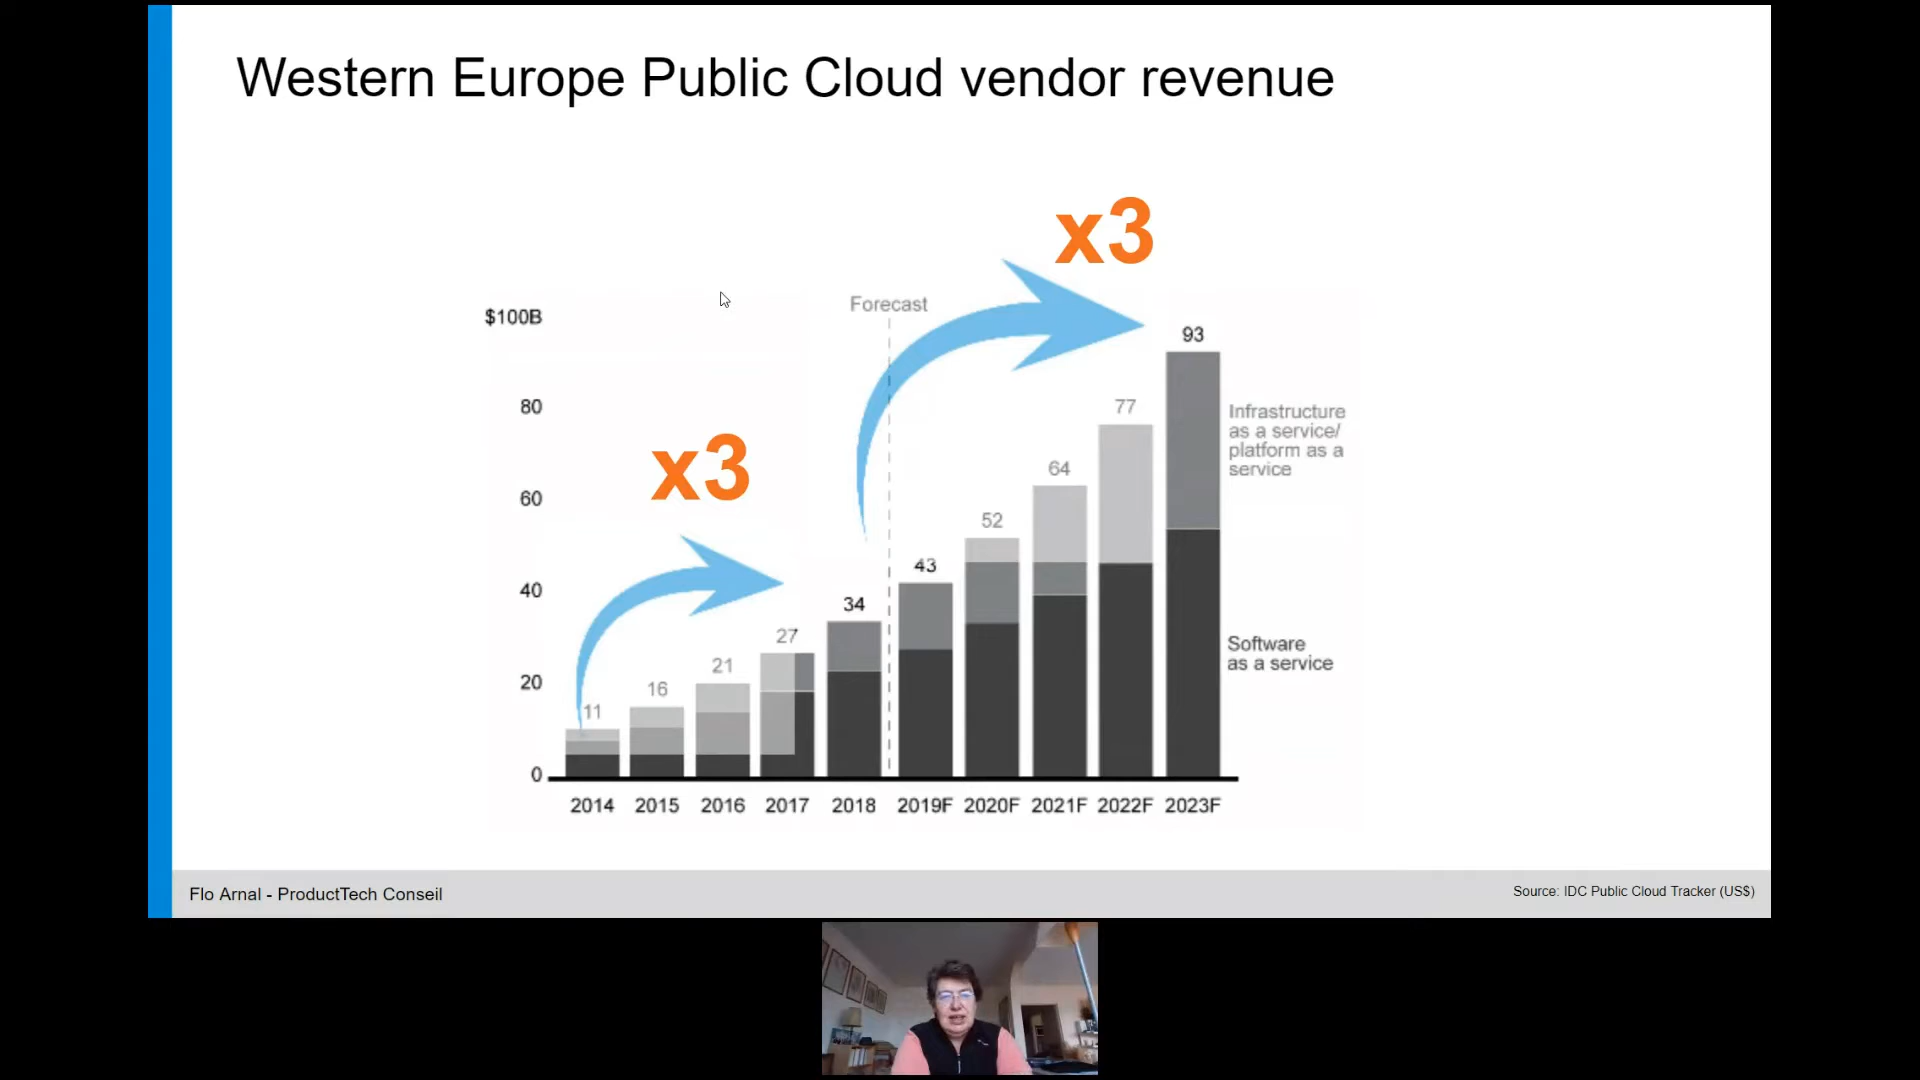 Western Europe Public Cloud vendor revenue
x3
Forecast
$100B
93
80
77
Infrastructure
as a service/
platform as a
service
x3
64
60
52
43
40
34
27
Software
as a service
21
20
16
11
0
2014 2015 2016 2017 2018 2019F 2020F 2021F 2022F 2023F
Flo Arnal - ProductTech Conseil
Source: IDC Public Cloud Tracker (US$)